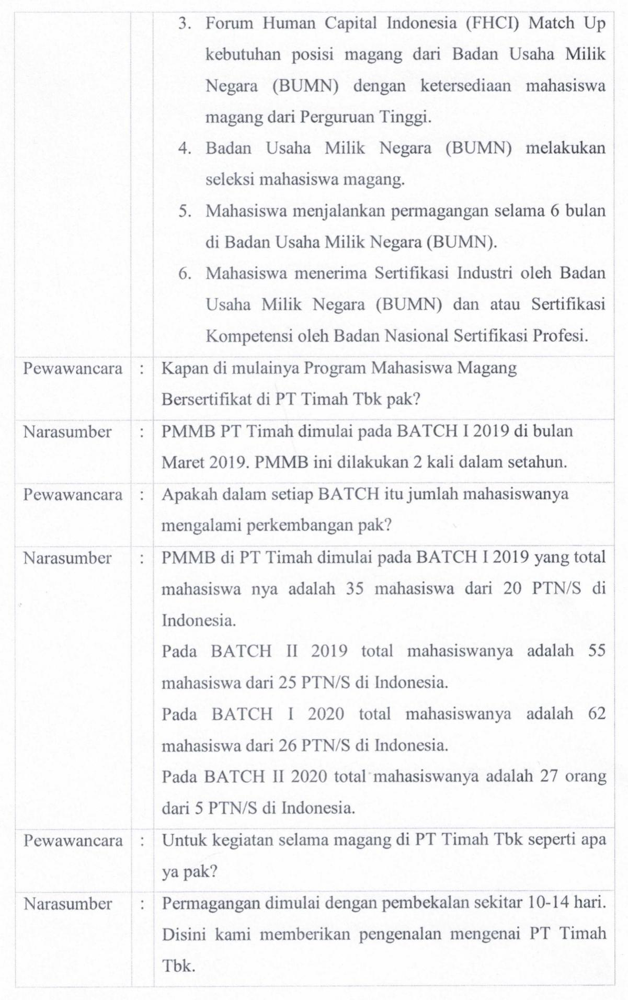 3. Forum Human Capital Indonesia (FHCI) Match Up
kebutuhan posisi magang dari Badan Usaha Milik
Negara (BUMN) dengan ketersediaan mahasiswa
magang dari Perguruan Tinggi.
4. Badan Usaha Milik Negara (BUMN) melakukan
seleksi mahasiswa magang.
5. Mahasiswa menjalankan permagangan selama 6 bulan
di Badan Usaha Milik Negara (BUMN).
6. Mahasiswa menerima Sertifikasi Industri oleh Badan
Usaha Milik Negara (BUMN) dan atau Sertifikasi
Kompetensi oleh Badan Nasional Sertifikasi Profesi.
Pewawancara : Kapan di mulainya Program Mahasiswa Magang
Bersertifikat di PT Timah Tbk pak?
Narasumber : PMMB PT Timah dimulai pada BATCH I 2019 di bulan
Maret 2019. PMMB ini dilakukan 2 kali dalam setahun.
Pewawancara : Apakah dalam setiap BATCH itu jumlah mahasiswanya
mengalami perkembangan pak?
Narasumber : PMMB di PT Timah dimulai pada BATCH I 2019 yang total
mahasiswa nya adalah 35 mahasiswa dari 20 PTN/S di
Indonesia.
Pada BATCH II 2019 total mahasiswanya adalah 55
mahasiswa dari 25 PTN/S di Indonesia.
Pada BATCH I 2020 total mahasiswanya adalah 62
mahasiswa dari 26 PTN/S di Indonesia.
Pada BATCH II 2020 total mahasiswanya adalah 27 orang
dari 5 PTN/S di Indonesia.
Pewawancara : Untuk kegiatan selama magang di PT Timah Tbk seperti apa
ya pak?
Narasumber : Permagangan dimulai dengan pembekalan sekitar 10-14 hari.
Disini kami memberikan pengenalan mengenai PT Timah
Tbk.